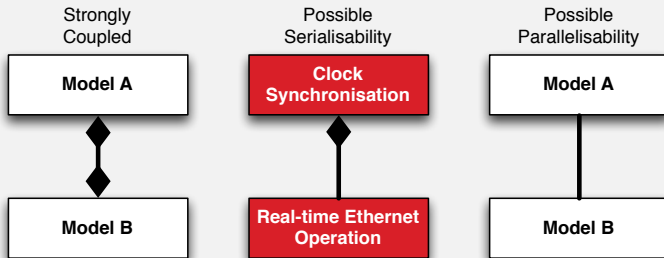 Strongly
Coupled
Model A
Model B
Possible
Serialisability
Clock
Synchronisation
Real-time Ethernet
Operation
Possible
Parallelisability
Model A
Model B